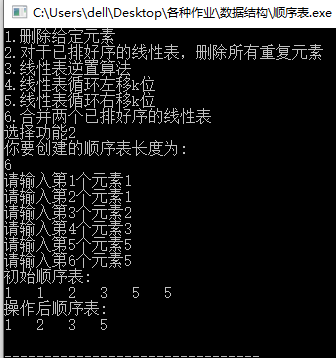 C:\Users\dell\Desktop\各种作业\数据结构\顺序表.exe
1.删除给定元素
2.对于已排好序的线性表，删除所有重复元素
3.线性表逆置算法
4.线性表循环左移k位
5.线性表循环右移k位
6.合并两个已排好序的线性表
选择功能2
你要创建的顺序表长度为:
6
请输入第1个元素1
请输入第2个元素1
请输入第3个元素2
请输入第4个元素3
请输入第5个元素5
请输入第6个元素5
初始顺序表:
1 1 2 3 5 5
操作后顺序表:
1 2 3 5
--------------------------------